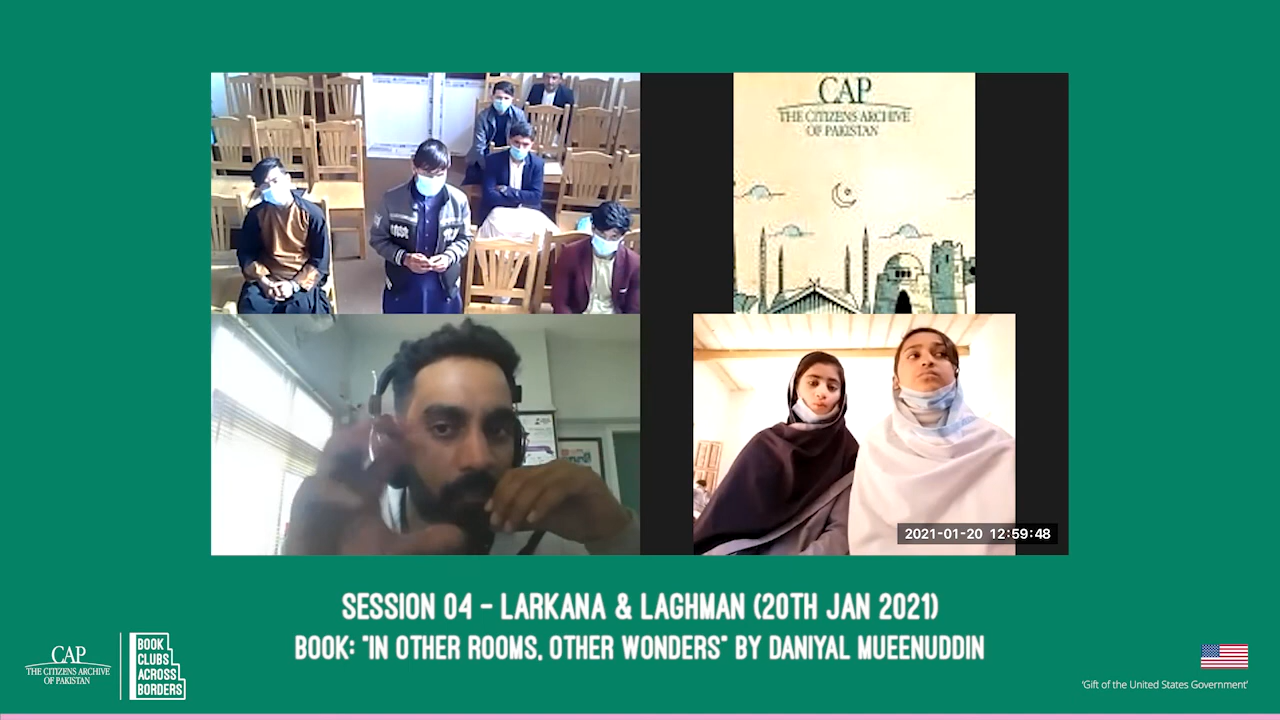 CAP
THE CITIZENS ARCHIVE
OF PAKISTAN
2021-01-20 12:59:48
SESSION 04 - LARKANA & LAGHMAN (20TH JAN 2021)
BOOK: "IN OTHER ROOMS, OTHER WONDERS" BY DANIYAL MUEENUDDIN
CAP
THE CITIZENS ARCHIVE
OF PAKISTAN
BOOK
CLUBS
ACROSS
BORDERS
'Gift of the United States Government'